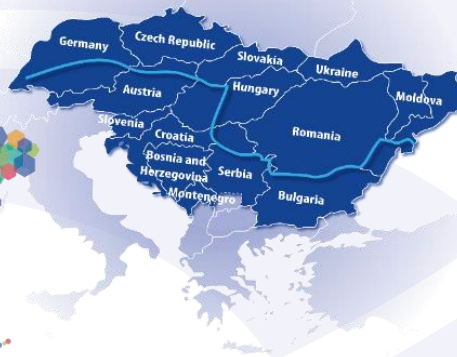 Germany
Czech Republic
Slovakia
Ukraine
Austria
Hungary
Moldova
Slovenia
Croatia
Romania
Bosnia and
Herzegovina
Serbia
Montenegro
Bulgaria